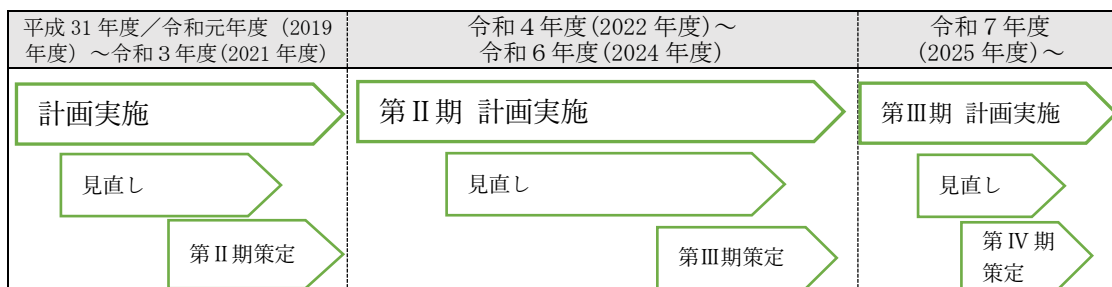 平成 31 年度／令和元年度（2019
年度）～令和３年度(2021 年度)
令和４年度(2022 年度)～
令和６年度(2024 年度)
令和７年度
(2025 年度)～
計画実施
第Ⅱ期 計画実施
第Ⅲ期 計画実施
見直し
見直し
見直し
第Ⅱ期策定
第Ⅲ期策定
第Ⅳ期
策定